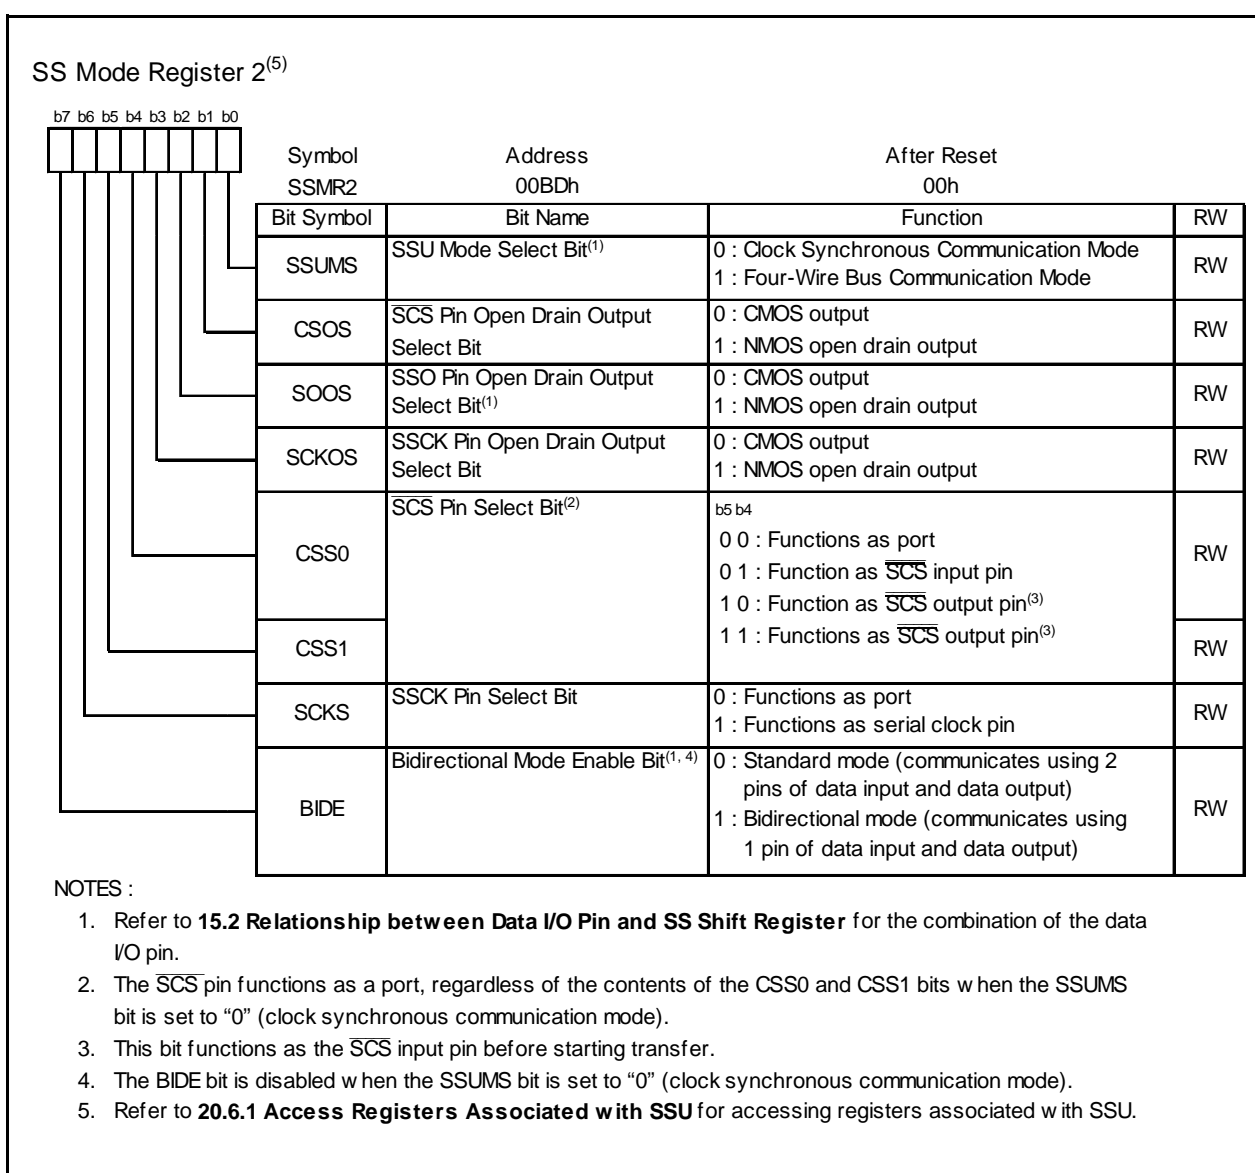 SS Mode Register 2(5)
b7 b6 b5 b4 b3 b2 b1 b0
Symbol Address After Reset
SSMR2 00BDh 00h
Bit Symbol Bit Name Function RW
SSUMS SSU Mode Select Bit(1) 0 : Clock Synchronous Communication Mode RW
1 : Four-Wire Bus Communication Mode
CSOS S̅C̅S̅ Pin Open Drain Output 0 : CMOS output RW
Select Bit 1 : NMOS open drain output
SOOS SSO Pin Open Drain Output 0 : CMOS output RW
Select Bit(1) 1 : NMOS open drain output
SCKOS SSCK Pin Open Drain Output 0 : CMOS output RW
Select Bit 1 : NMOS open drain output
CSS0 S̅C̅S̅ Pin Select Bit(2) b5 b4 RW
0 0 : Functions as port
0 1 : Function as S̅C̅S̅ input pin
1 0 : Function as S̅C̅S̅ output pin(3)
CSS1 1 1 : Functions as S̅C̅S̅ output pin(3) RW
SCKS SSCK Pin Select Bit 0 : Functions as port RW
1 : Functions as serial clock pin
BIDE Bidirectional Mode Enable Bit(1, 4) 0 : Standard mode (communicates using 2 RW
pins of data input and data output)
1 : Bidirectional mode (communicates using
1 pin of data input and data output)
NOTES :
1. Refer to 15.2 Relationship between Data I/O Pin and SS Shift Register for the combination of the data
I/O pin.
2. The S̅C̅S̅ pin functions as a port, regardless of the contents of the CSS0 and CSS1 bits when the SSUMS
bit is set to “0” (clock synchronous communication mode).
3. This bit functions as the S̅C̅S̅ input pin before starting transfer.
4. The BIDE bit is disabled when the SSUMS bit is set to “0” (clock synchronous communication mode).
5. Refer to 20.6.1 Access Registers Associated with SSU for accessing registers associated with SSU.